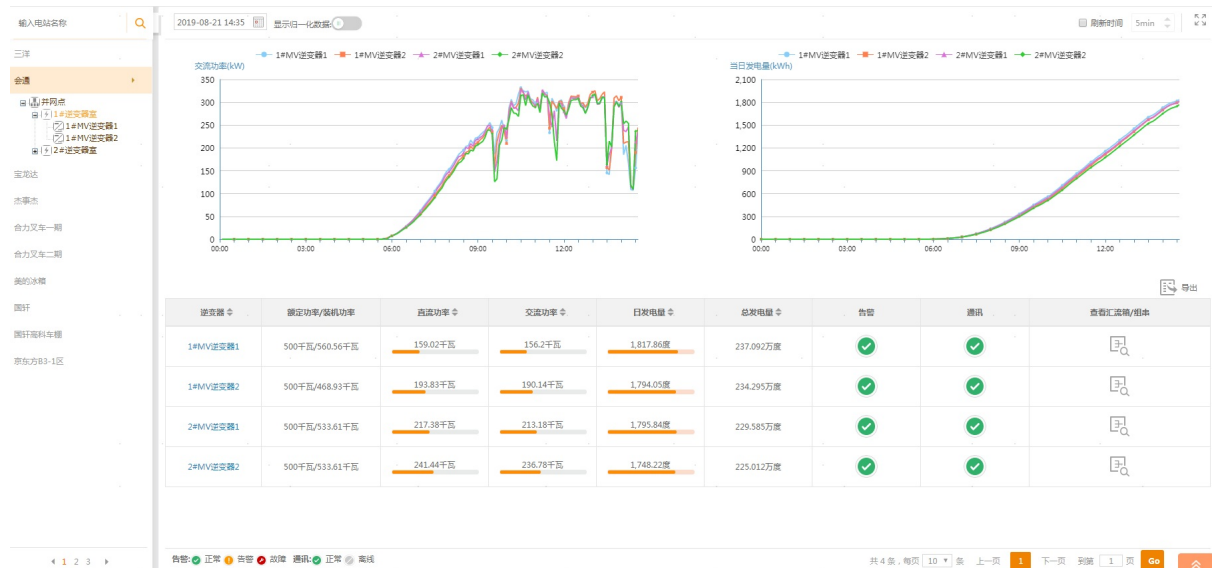 输入电站名称
2019-08-21 14:35 显示归一化数据:
刷新时间 5min
三洋
会通
并网点
1#逆变器室
1#MV逆变器1
1#MV逆变器2
2#逆变器室
宝龙达
杰事杰
合力叉车一期
合力叉车二期
美的冰箱
国轩
国轩高科车棚
京东方B3-1区
1 2 3
1#MV逆变器1 1#MV逆变器2 2#MV逆变器1 2#MV逆变器2
交流功率(kW)
350
300
250
200
150
100
50
0
00:00 03:00 06:00 09:00 12:00
1#MV逆变器1 1#MV逆变器2 2#MV逆变器1 2#MV逆变器2
当日发电量(kWh)
2,100
1,800
1,500
1,200
900
600
300
0
00:00 03:00 06:00 09:00 12:00
导出
逆变器 额定功率/装机功率 直流功率 交流功率 日发电量 总发电量 告警 通讯 查看汇流箱/组串
1#MV逆变器1 500千瓦/560.56千瓦 159.02千瓦 156.2千瓦 1,817.86度 237.092万度
1#MV逆变器2 500千瓦/468.93千瓦 193.83千瓦 190.14千瓦 1,794.05度 234.295万度
2#MV逆变器1 500千瓦/533.61千瓦 217.38千瓦 213.18千瓦 1,795.84度 229.585万度
2#MV逆变器2 500千瓦/533.61千瓦 241.44千瓦 236.78千瓦 1,748.22度 225.012万度
告警: 正常 告警 故障 通讯: 正常 离线
共4条,每页 10 条 上一页 1 下一页 到第 1 页 Go